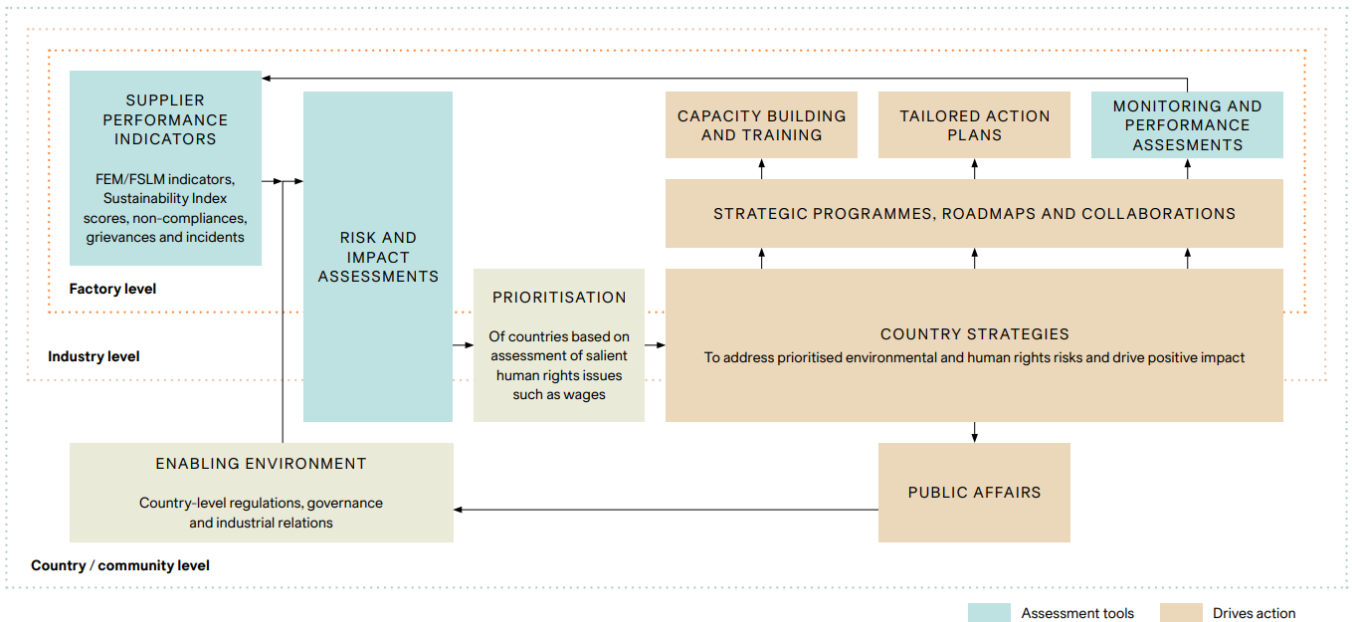 SUPPLIER
PERFORMANCE
INDICATORS
FEM/FSLM indicators,
Sustainability Index
scores, non-compliances,
grievances and incidents
Factory level
Industry level
RISK AND
IMPACT
ASSESSMENTS
PRIORITISATION
Of countries based on
assessment of salient
human rights issues
such as wages
CAPACITY BUILDING
AND TRAINING
TAILORED ACTION
PLANS
MONITORING AND
PERFORMANCE
ASSESMENTS
STRATEGIC PROGRAMMES, ROADMAPS AND COLLABORATIONS
COUNTRY STRATEGIES
To address prioritised environmental and human rights risks and drive positive impact
ENABLING ENVIRONMENT
Country-level regulations, governance
and industrial relations
PUBLIC AFFAIRS
Country / community level
Assessment tools
Drives action